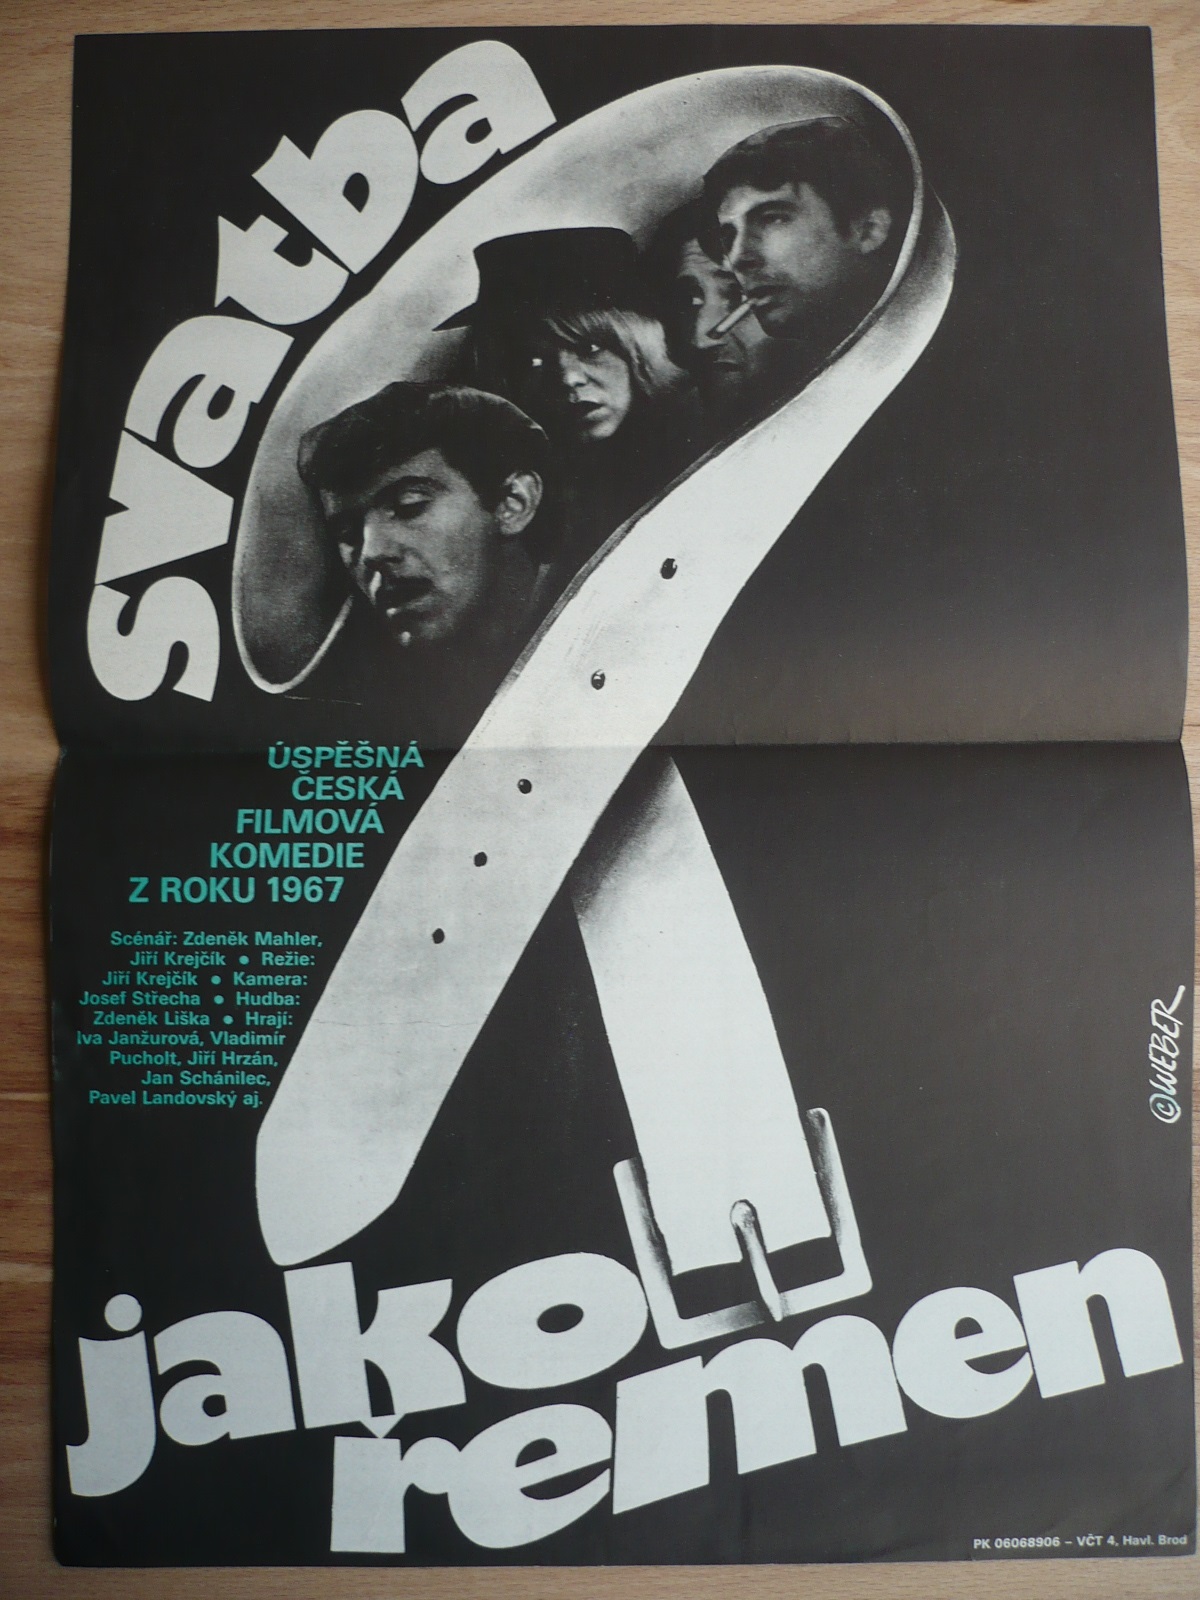 svatba
jako
řemen
ÚSPĚŠNÁ
ČESKÁ
FILMOVÁ
KOMEDIE
Z ROKU 1967
Scénář: Zdeněk Mahler,
Jiří Krejčík ● Režie:
Jiří Krejčík ● Kamera:
Josef Střecha ● Hudba:
Zdeněk Liška ● Hrají:
Iva Janžurová, Vladimír
Pucholt, Jiří Hrzán,
Jan Schánilec,
Pavel Landovský aj.
©WEBER
PK 06068906 – VČT 4, Havl. Brod